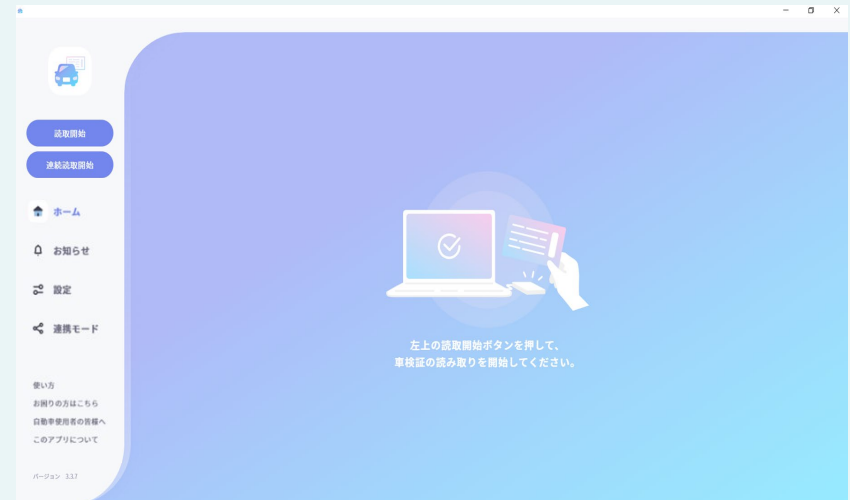 読取開始
連続読取開始
ホーム
お知らせ
設定
連携モード
使い方
お困りの方はこちら
自動車使用者の皆様へ
このアプリについて
バージョン 3.3.7
左上の読取開始ボタンを押して、
車検証の読み取りを開始してください。